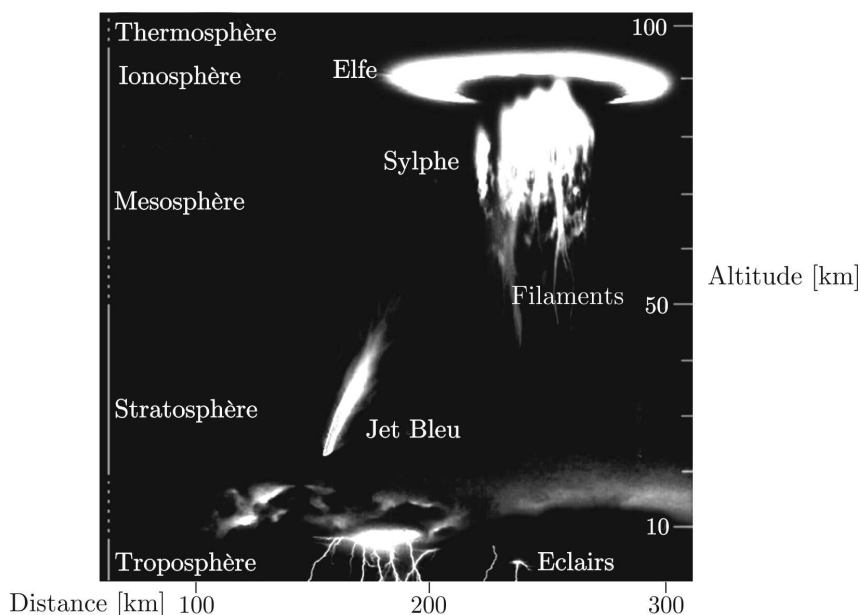 Thermosphère
100
Ionosphère
Elfe
Sylphe
Mesosphère
Altitude [km]
Filaments
50
Stratosphère
Jet Bleu
10
Troposphère
Eclairs
Distance [km]
100
200
300